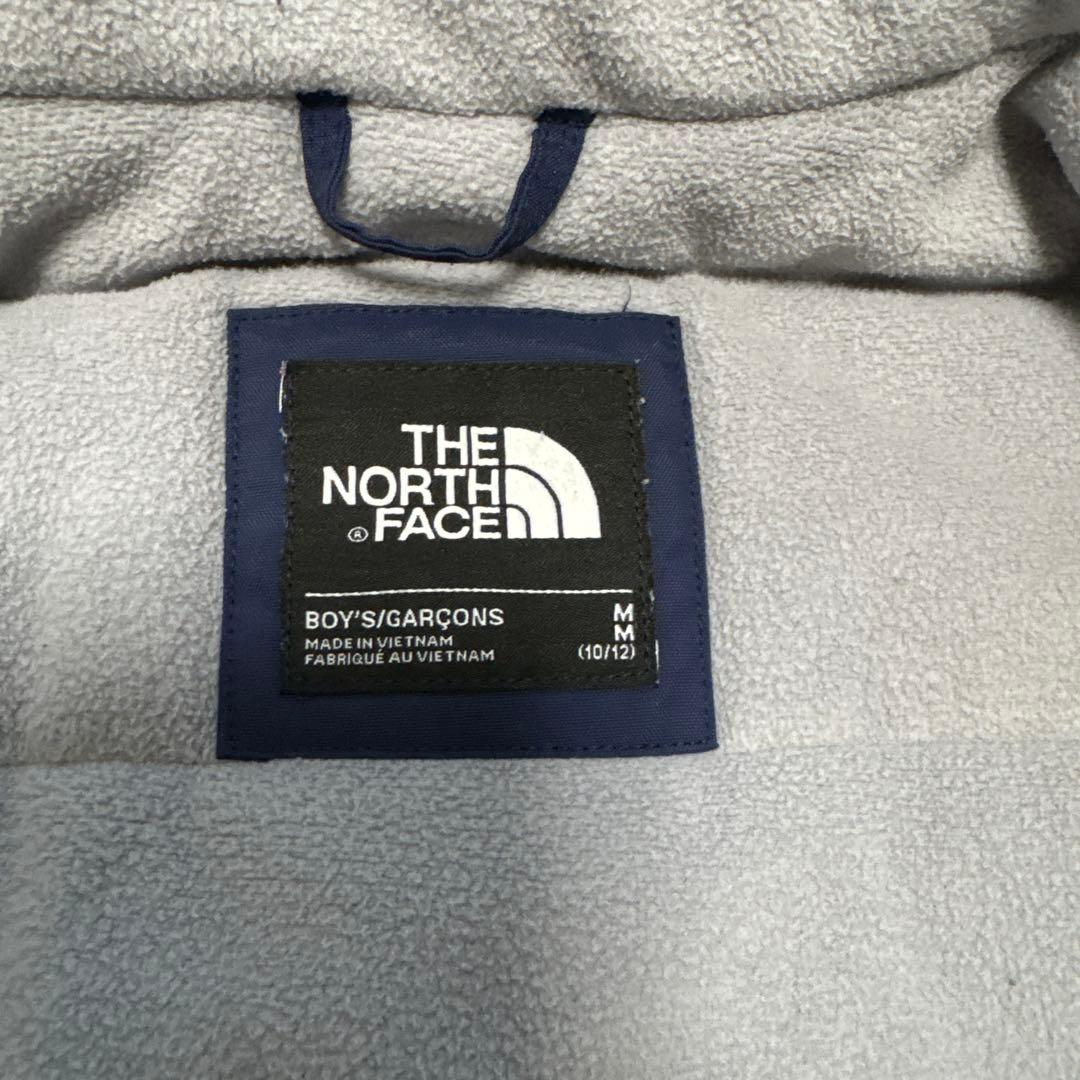 THE
NORTH
® FACE
BOY'S/GARÇONS M
MADE IN VIETNAM M
FABRIQUÉ AU VIETNAM (10/12)